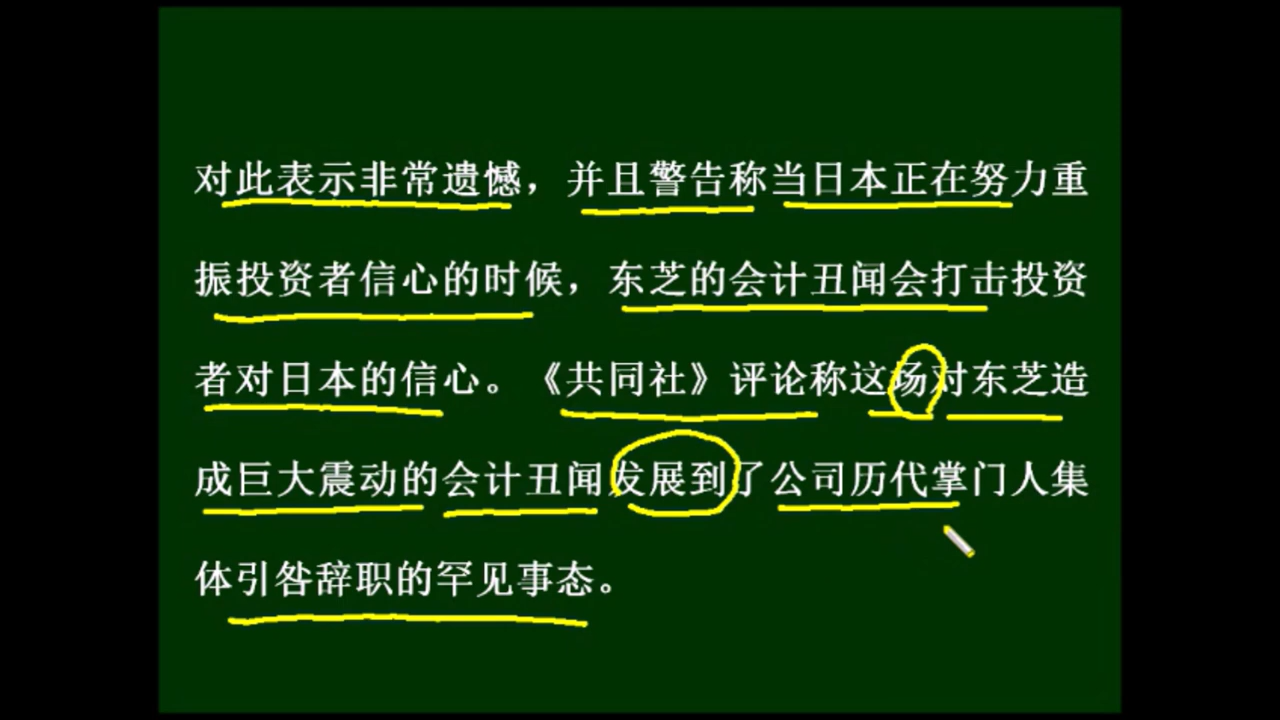 对此表示非常遗憾，并且警告称当日本正在努力重
振投资者信心的时候，东芝的会计丑闻会打击投资
者对日本的信心。《共同社》评论称这场对东芝造
成巨大震动的会计丑闻发展到了公司历代掌门人集
体引咎辞职的罕见事态。